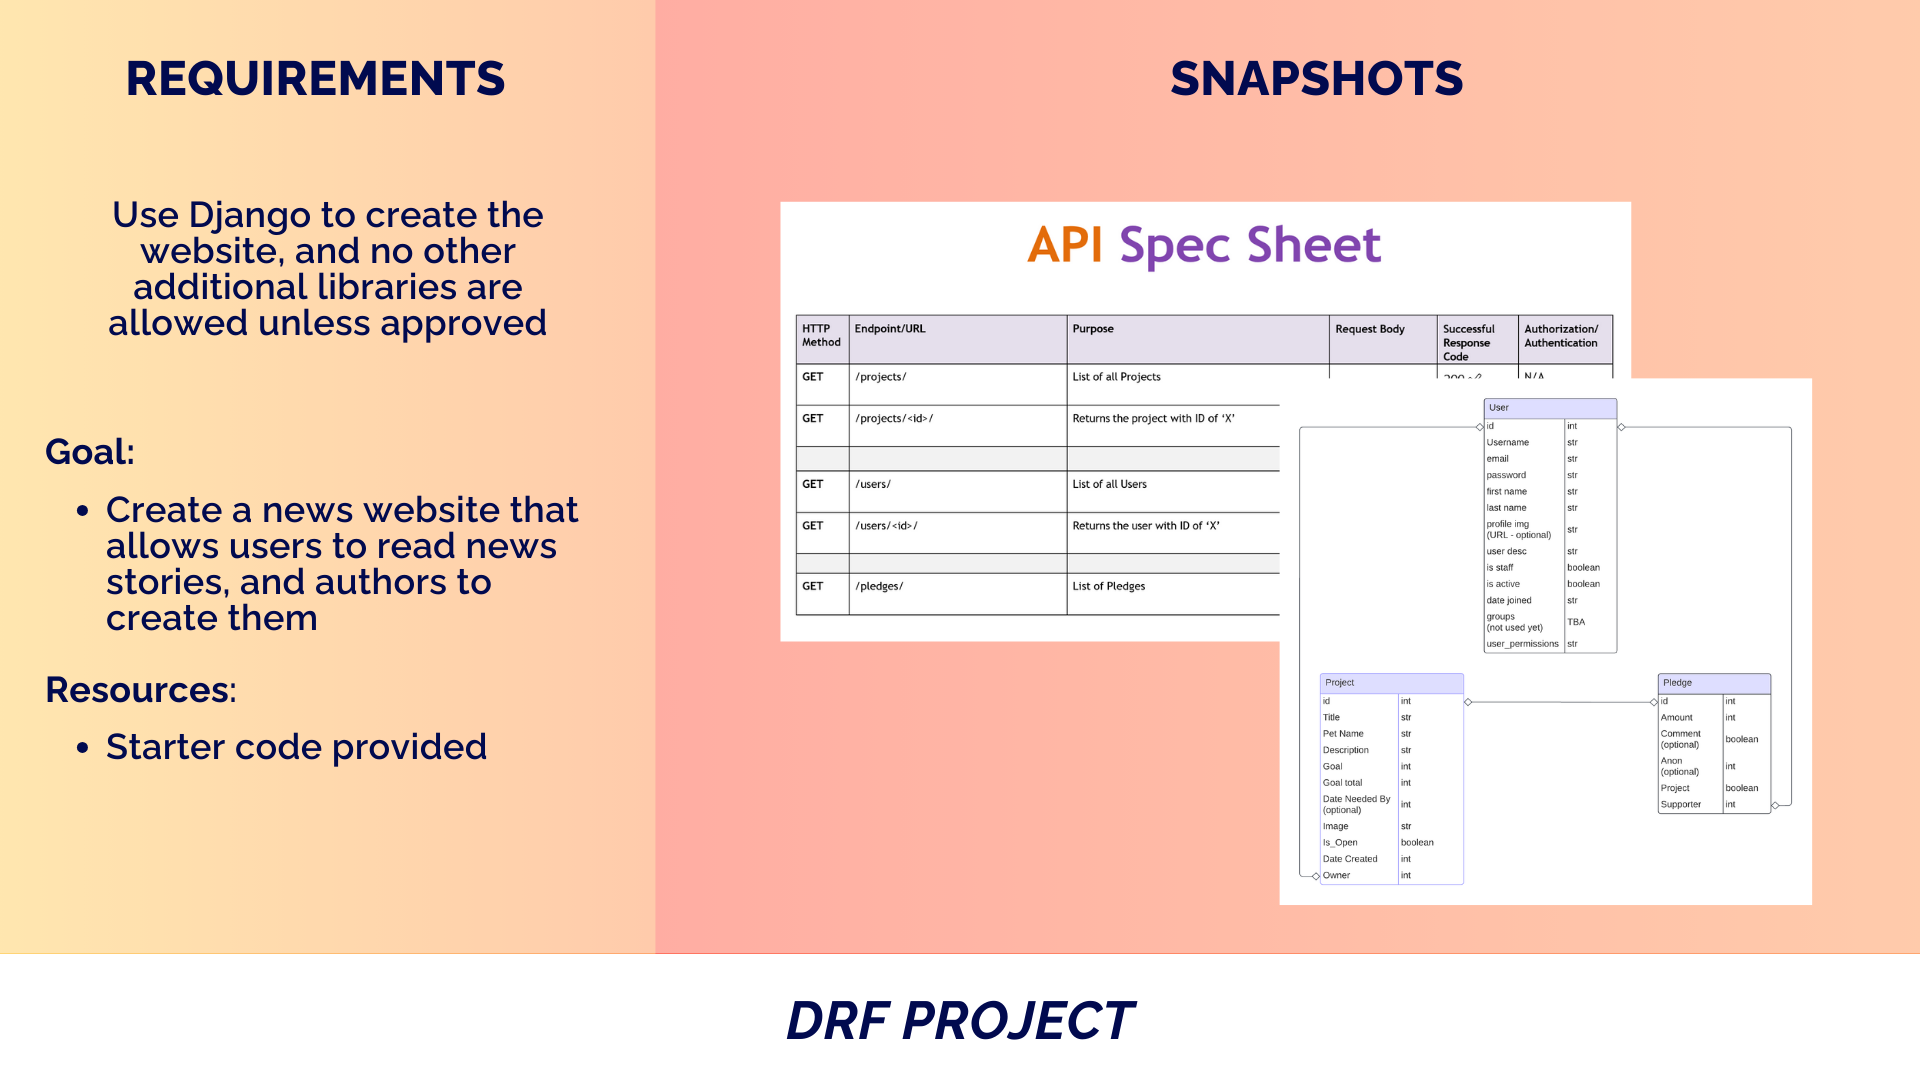 REQUIREMENTS
Use Django to create the
website, and no other
additional libraries are
allowed unless approved
Goal:
• Create a news website that
allows users to read news
stories, and authors to
create them
Resources:
• Starter code provided
SNAPSHOTS
API Spec Sheet
HTTP Method Endpoint/URL Purpose Request Body Successful Response Code Authorization/ Authentication
GET /projects/ List of all Projects N/A
GET /projects/<id>/ Returns the project with ID of ‘X’
GET /users/ List of all Users
GET /users/<id>/ Returns the user with ID of ‘X’
GET /pledges/ List of Pledges
User
id int
Username str
email str
password str
first name str
last name str
profile img
(URL - optional) str
user desc str
is staff boolean
is active boolean
date joined str
groups
(not used yet) TBA
user_permissions str
Project
id int
Title str
Pet Name str
Description str
Goal int
Goal total int
Date Needed By
(optional) int
Image str
Is_Open boolean
Date Created int
Owner int
Pledge
id int
Amount int
Comment
(optional) boolean
Anon
(optional) int
Project boolean
Supporter int
DRF PROJECT